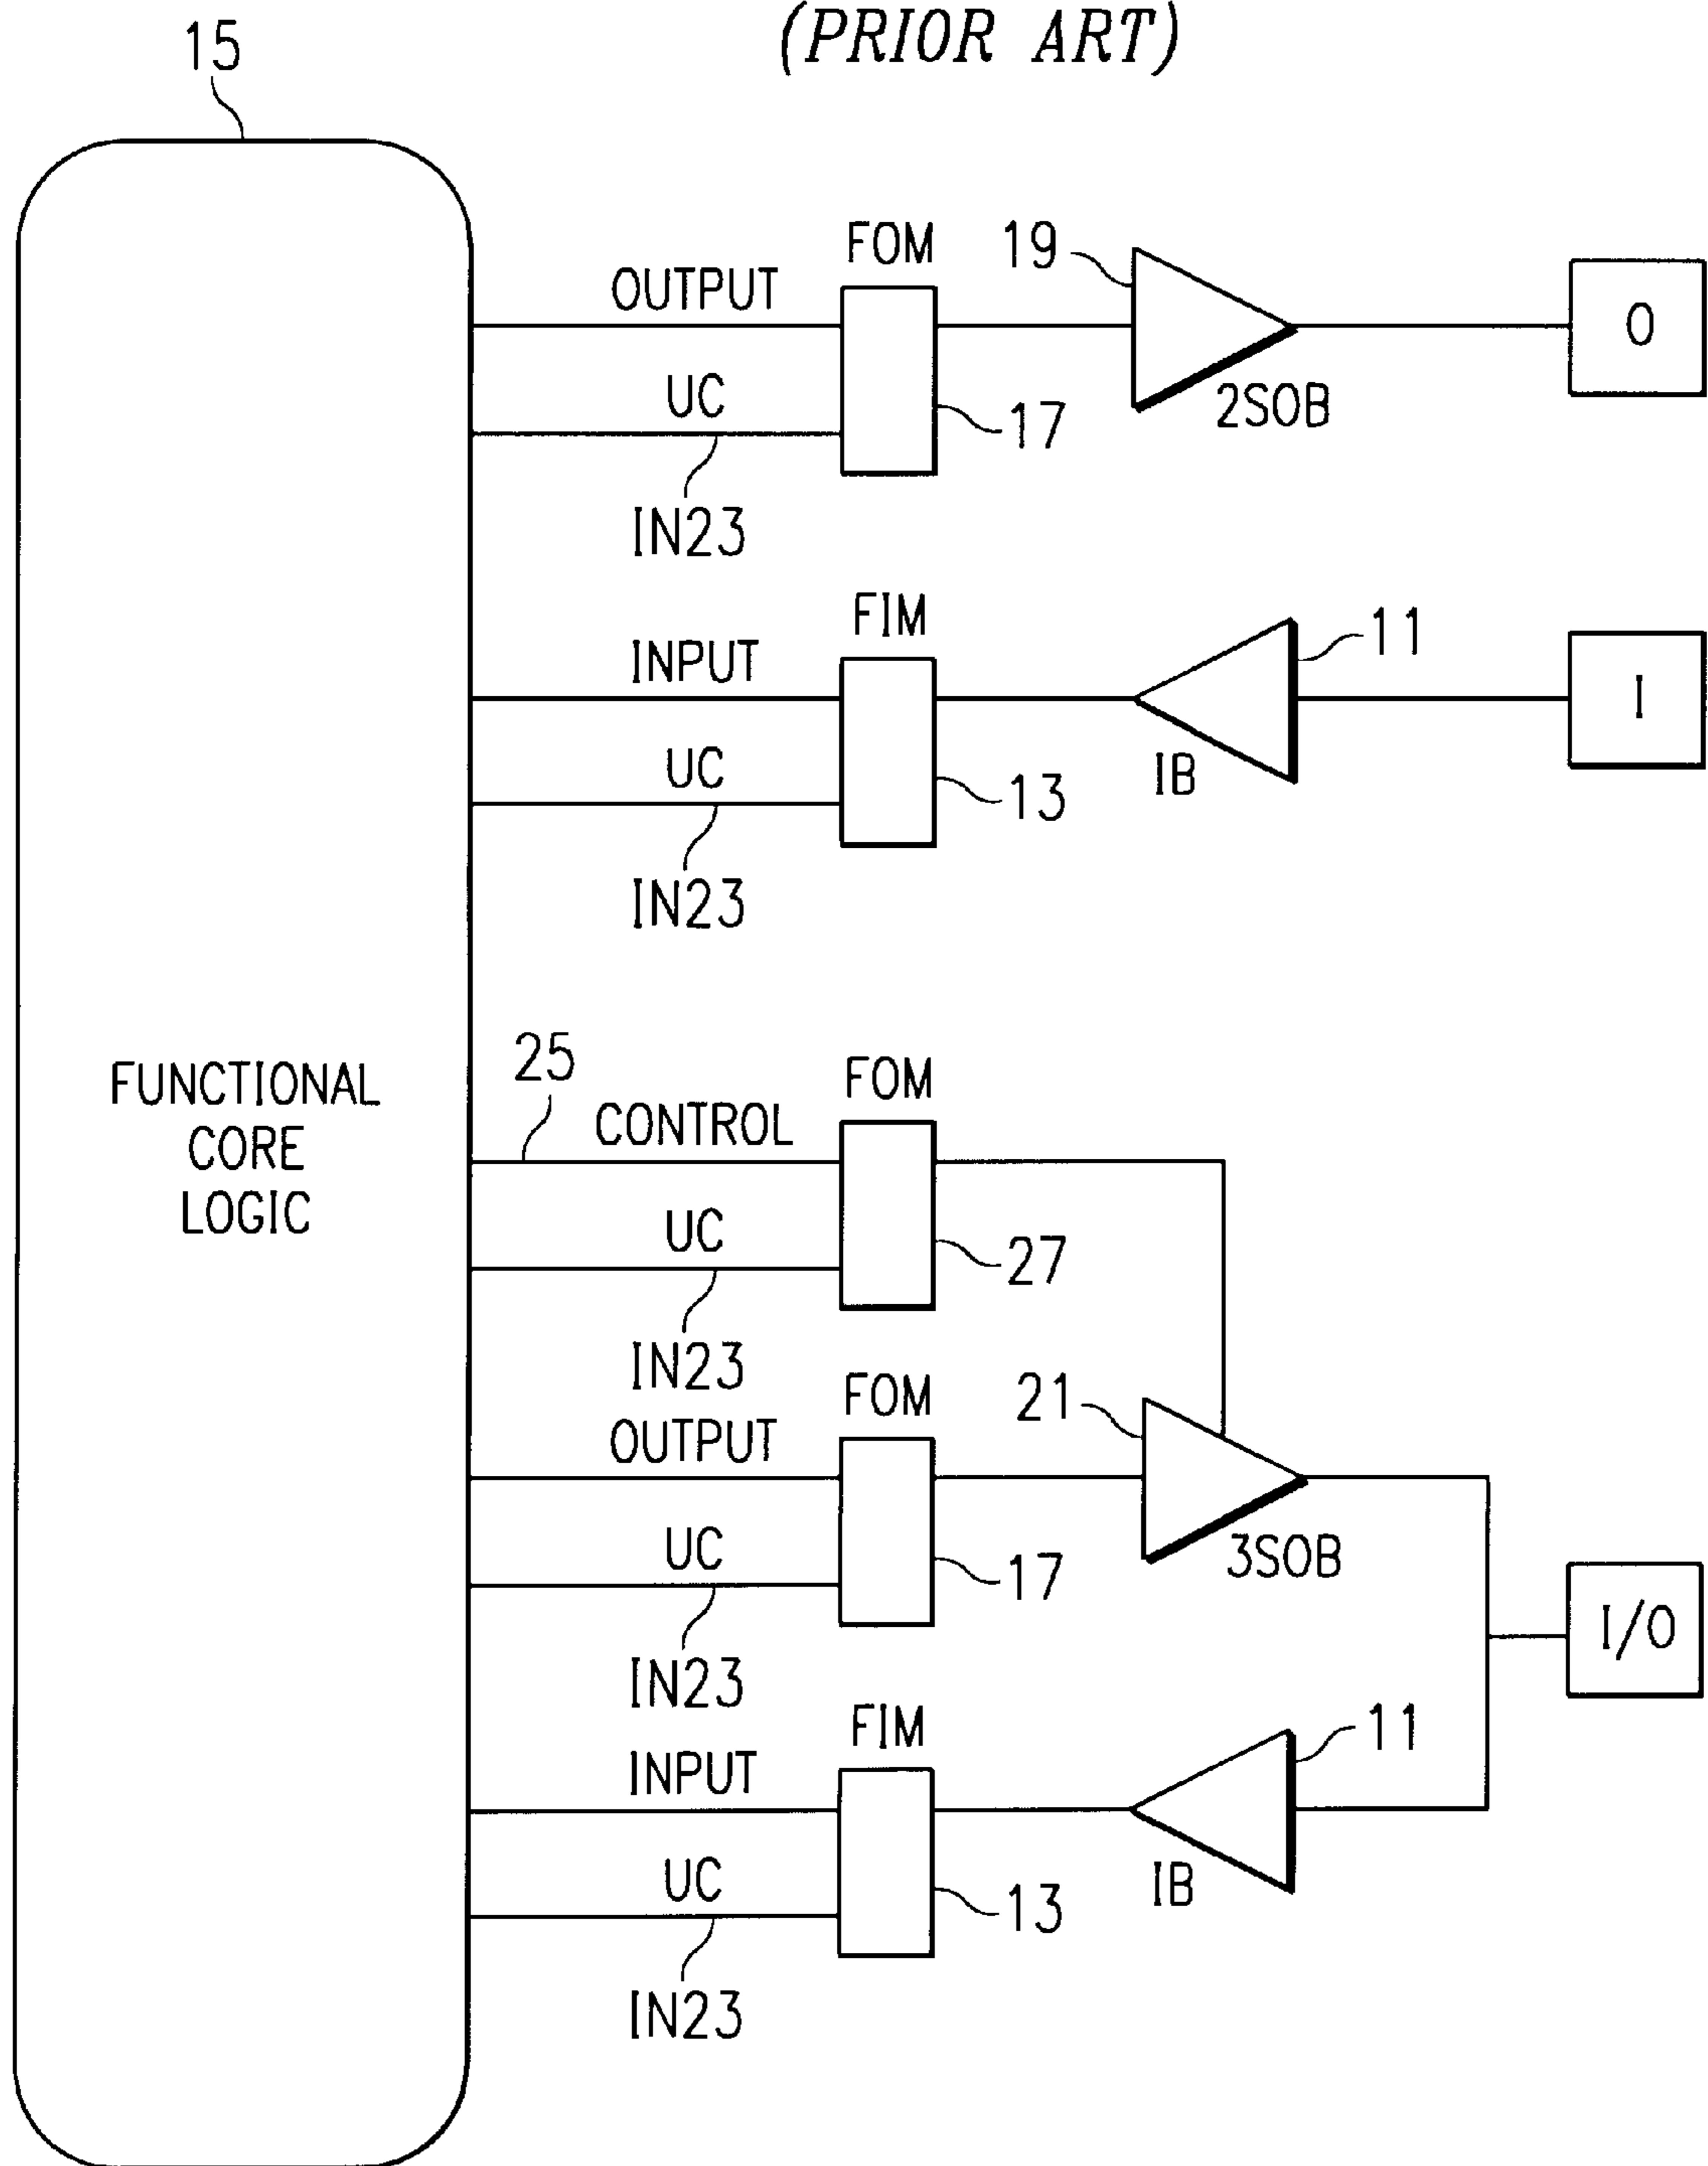 (PRIOR ART)
15
FOM
19
OUTPUT
O
UC
2SOB
17
IN23
FIM
11
INPUT
I
UC
IB
13
IN23
FUNCTIONAL
CORE
LOGIC
25
FOM
CONTROL
UC
27
IN23
FOM
21
OUTPUT
UC
3SOB
17
I/O
IN23
FIM
11
INPUT
UC
IB
13
IN23